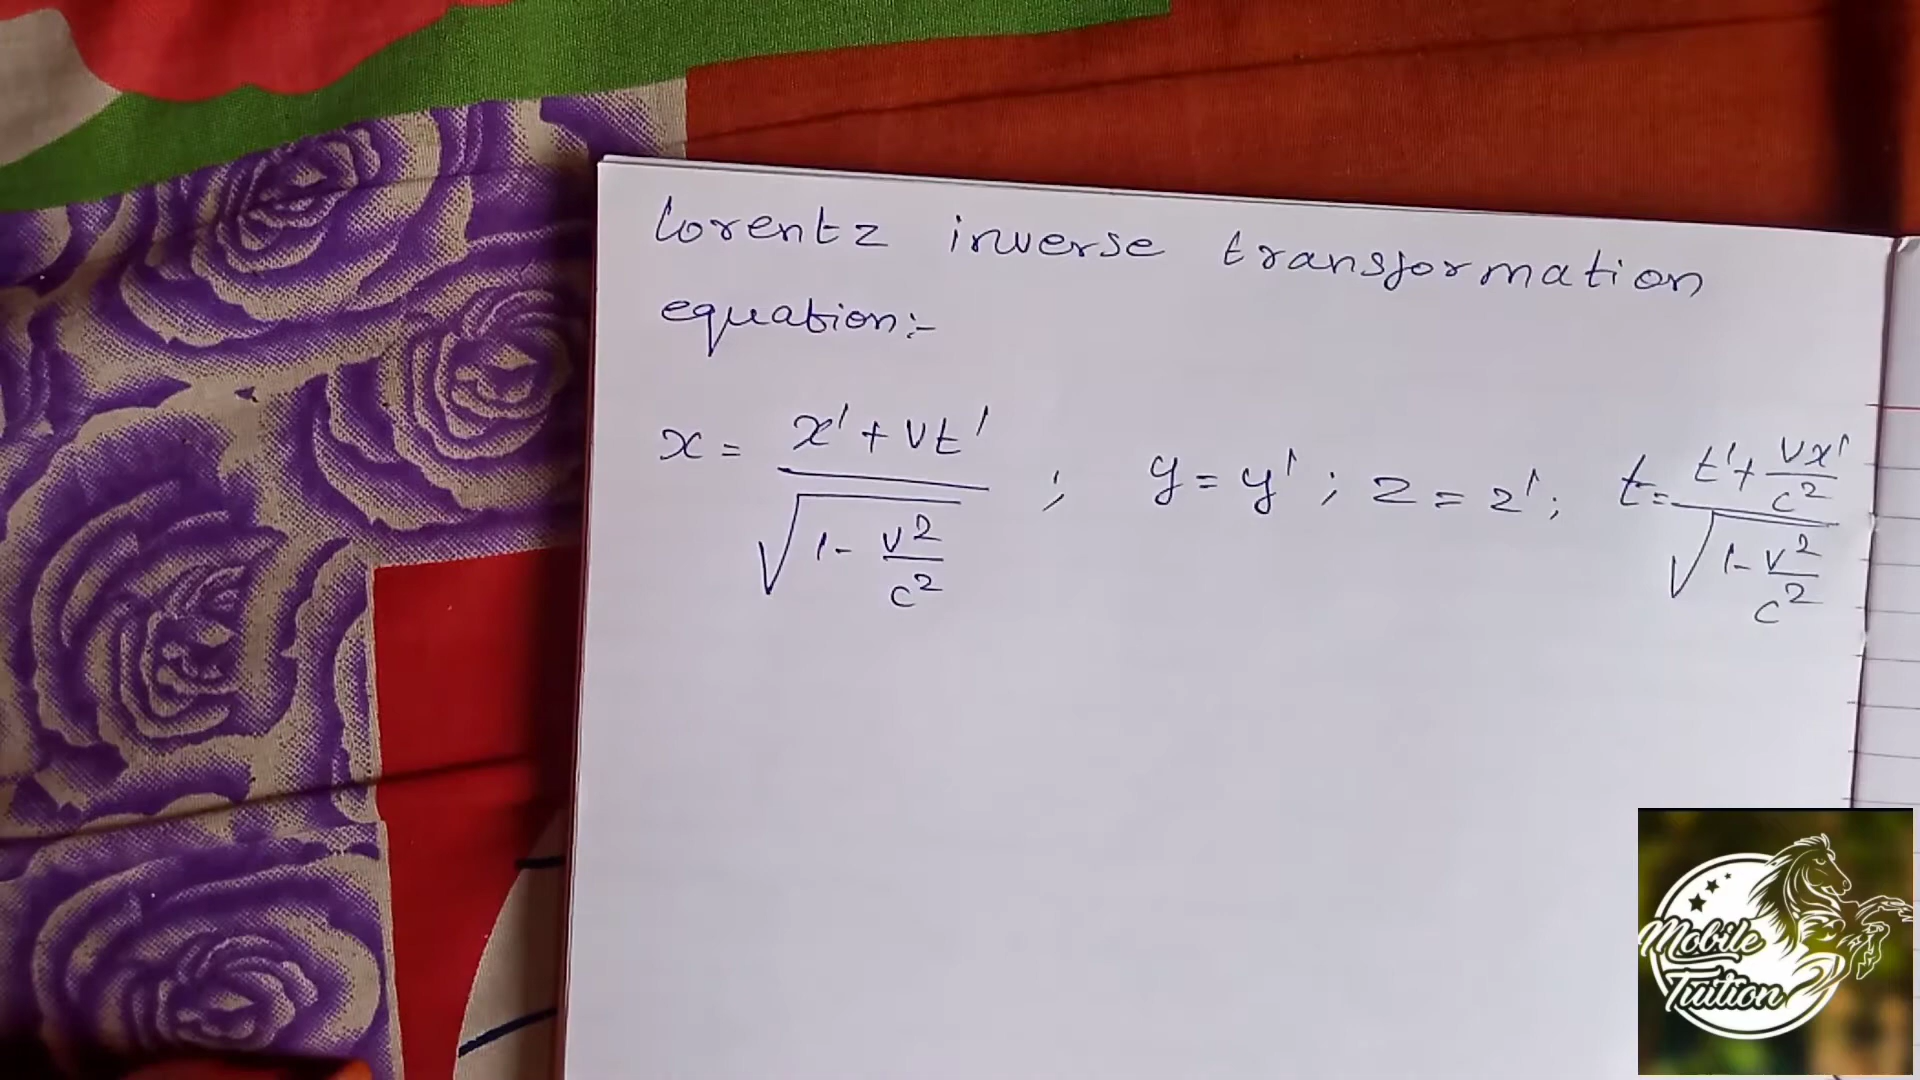 Lorentz inverse transformation
equation:-
x = x' + vt' / √(1 - v²/c²) ; y = y' ; z = z' ; t = t' + vx'/c² / √(1 - v²/c²)
Mobile
Tuition